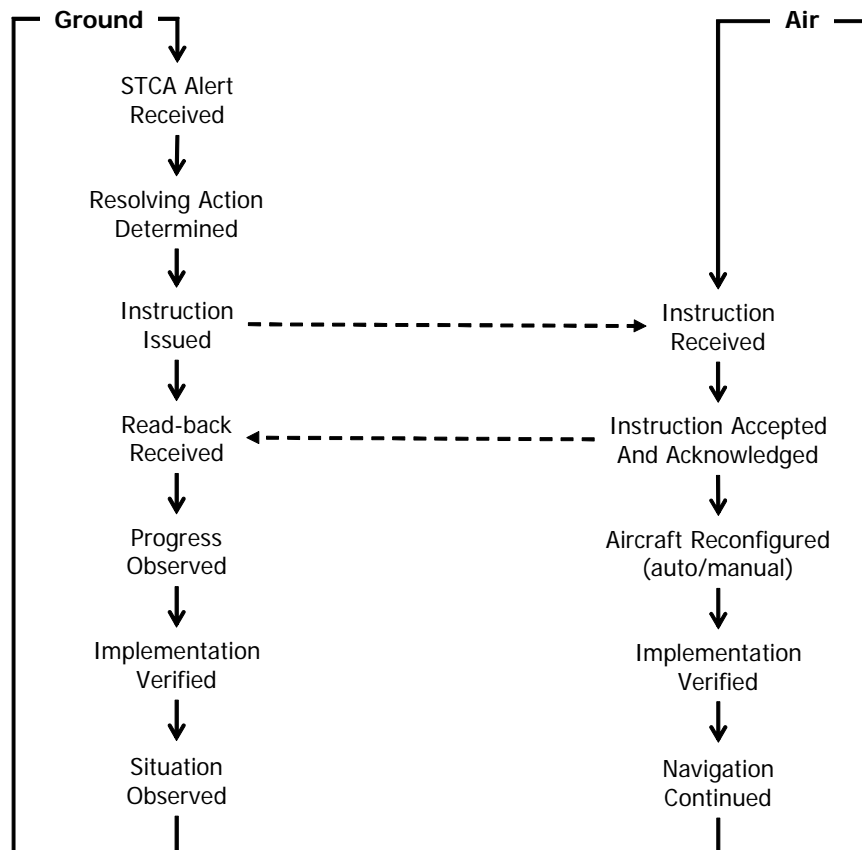 Ground
STCA Alert
Received
Resolving Action
Determined
Instruction
Issued
Read-back
Received
Progress
Observed
Implementation
Verified
Situation
Observed
Air
Instruction
Received
Instruction Accepted
And Acknowledged
Aircraft Reconfigured
(auto/manual)
Implementation
Verified
Navigation
Continued